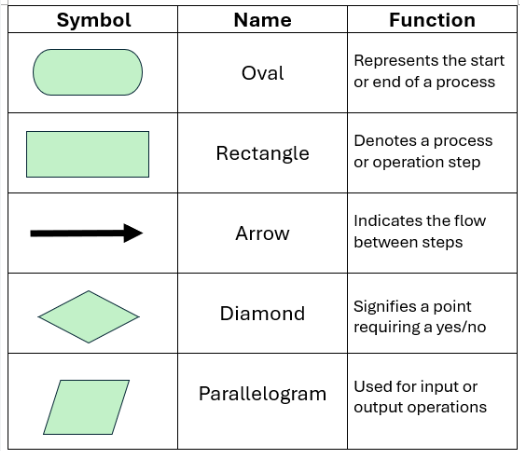 Symbol Name Function
Oval
Represents the start
or end of a process
Rectangle
Denotes a process
or operation step
Arrow
Indicates the flow
between steps
Diamond
Signifies a point
requiring a yes/no
Parallelogram
Used for input or
output operations